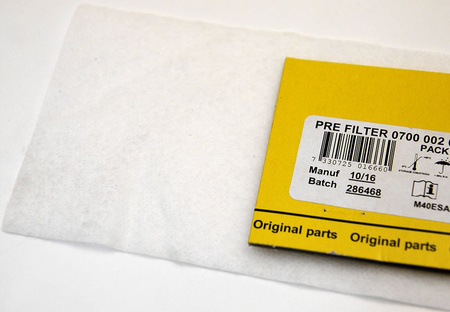 PRE FILTER 0700 002
PACK
7 330725 016660
Manuf 10/16
Batch 286468
M40ESA
Original parts Original parts